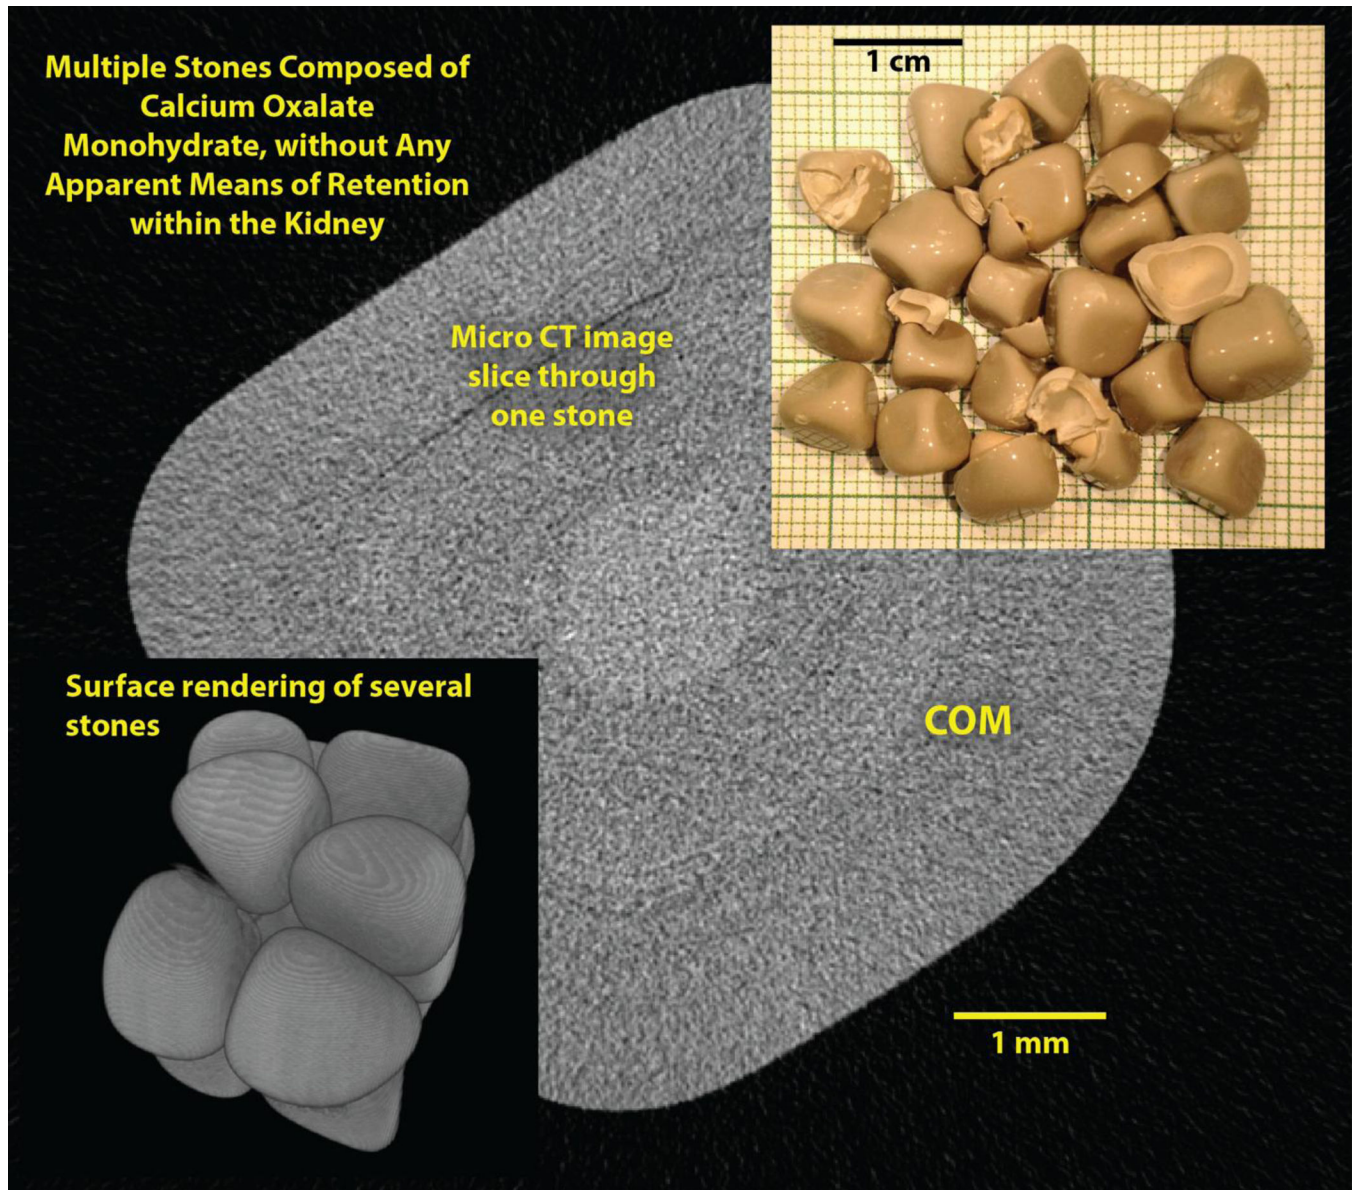 Multiple Stones Composed of
Calcium Oxalate
Monohydrate, without Any
Apparent Means of Retention
within the Kidney
1 cm
Micro CT image
slice through
one stone
Surface rendering of several
stones
COM
1 mm